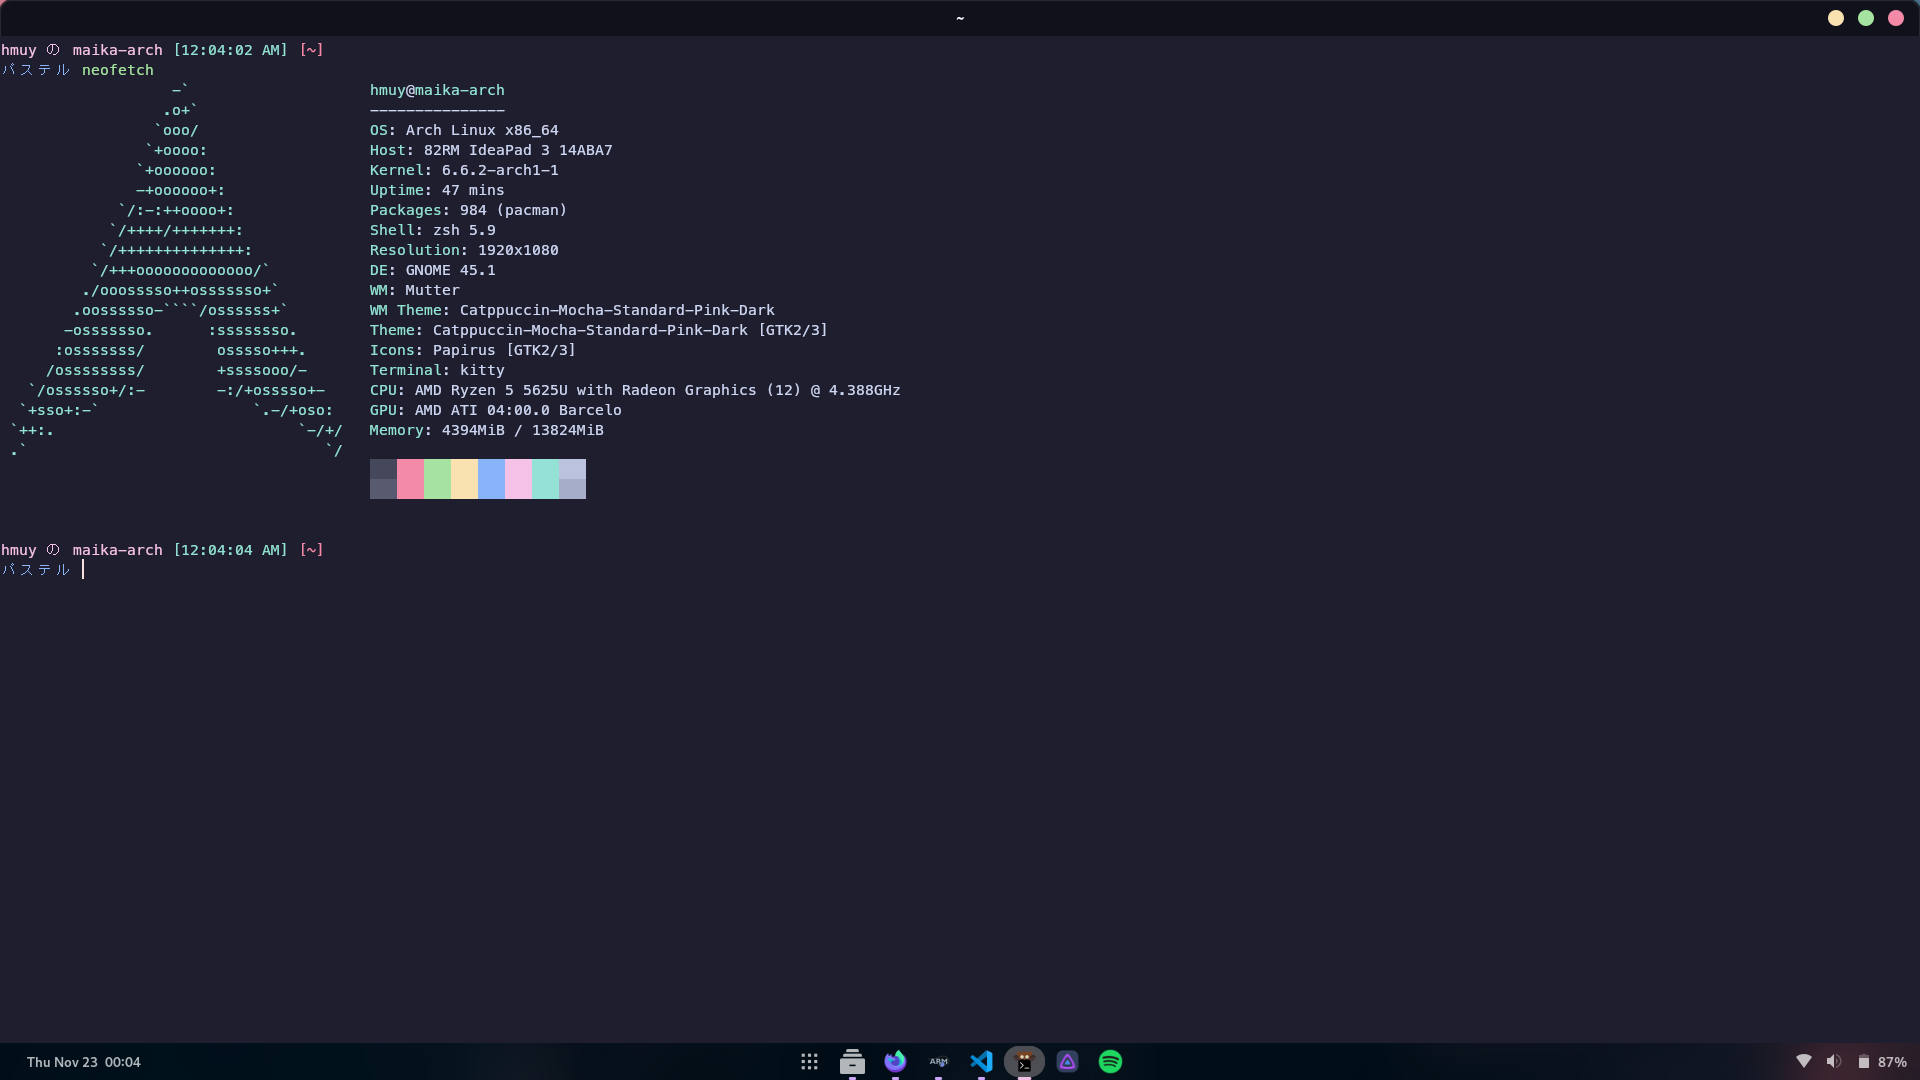 ~
hmuy の maika-arch [12:04:02 AM] [~]
パステル neofetch
-`
.o+`
`ooo/
`+oooo:
`+oooooo:
-+oooooo+:
`/:-:++oooo+:
`/++++/+++++++:
`/++++++++++++++:
`/+++ooooooooooooo/`
./ooosssso++osssssso+`
.oossssso-````/ossssss+`
-osssssso.      :ssssssso.
:osssssss/        osssso+++.
/ossssssss/        +ssssooo/-
`/ossssso+/:-        -:/+osssso+-
`+sso+:-`                 `.-/+oso:
`++:.                           `-/+/
.`                                 `/
hmuy@maika-arch
---------------
OS: Arch Linux x86_64
Host: 82RM IdeaPad 3 14ABA7
Kernel: 6.6.2-arch1-1
Uptime: 47 mins
Packages: 984 (pacman)
Shell: zsh 5.9
Resolution: 1920x1080
DE: GNOME 45.1
WM: Mutter
WM Theme: Catppuccin-Mocha-Standard-Pink-Dark
Theme: Catppuccin-Mocha-Standard-Pink-Dark [GTK2/3]
Icons: Papirus [GTK2/3]
Terminal: kitty
CPU: AMD Ryzen 5 5625U with Radeon Graphics (12) @ 4.388GHz
GPU: AMD ATI 04:00.0 Barcelo
Memory: 4394MiB / 13824MiB
hmuy の maika-arch [12:04:04 AM] [~]
パステル
Thu Nov 23 00:04
ARM
87%